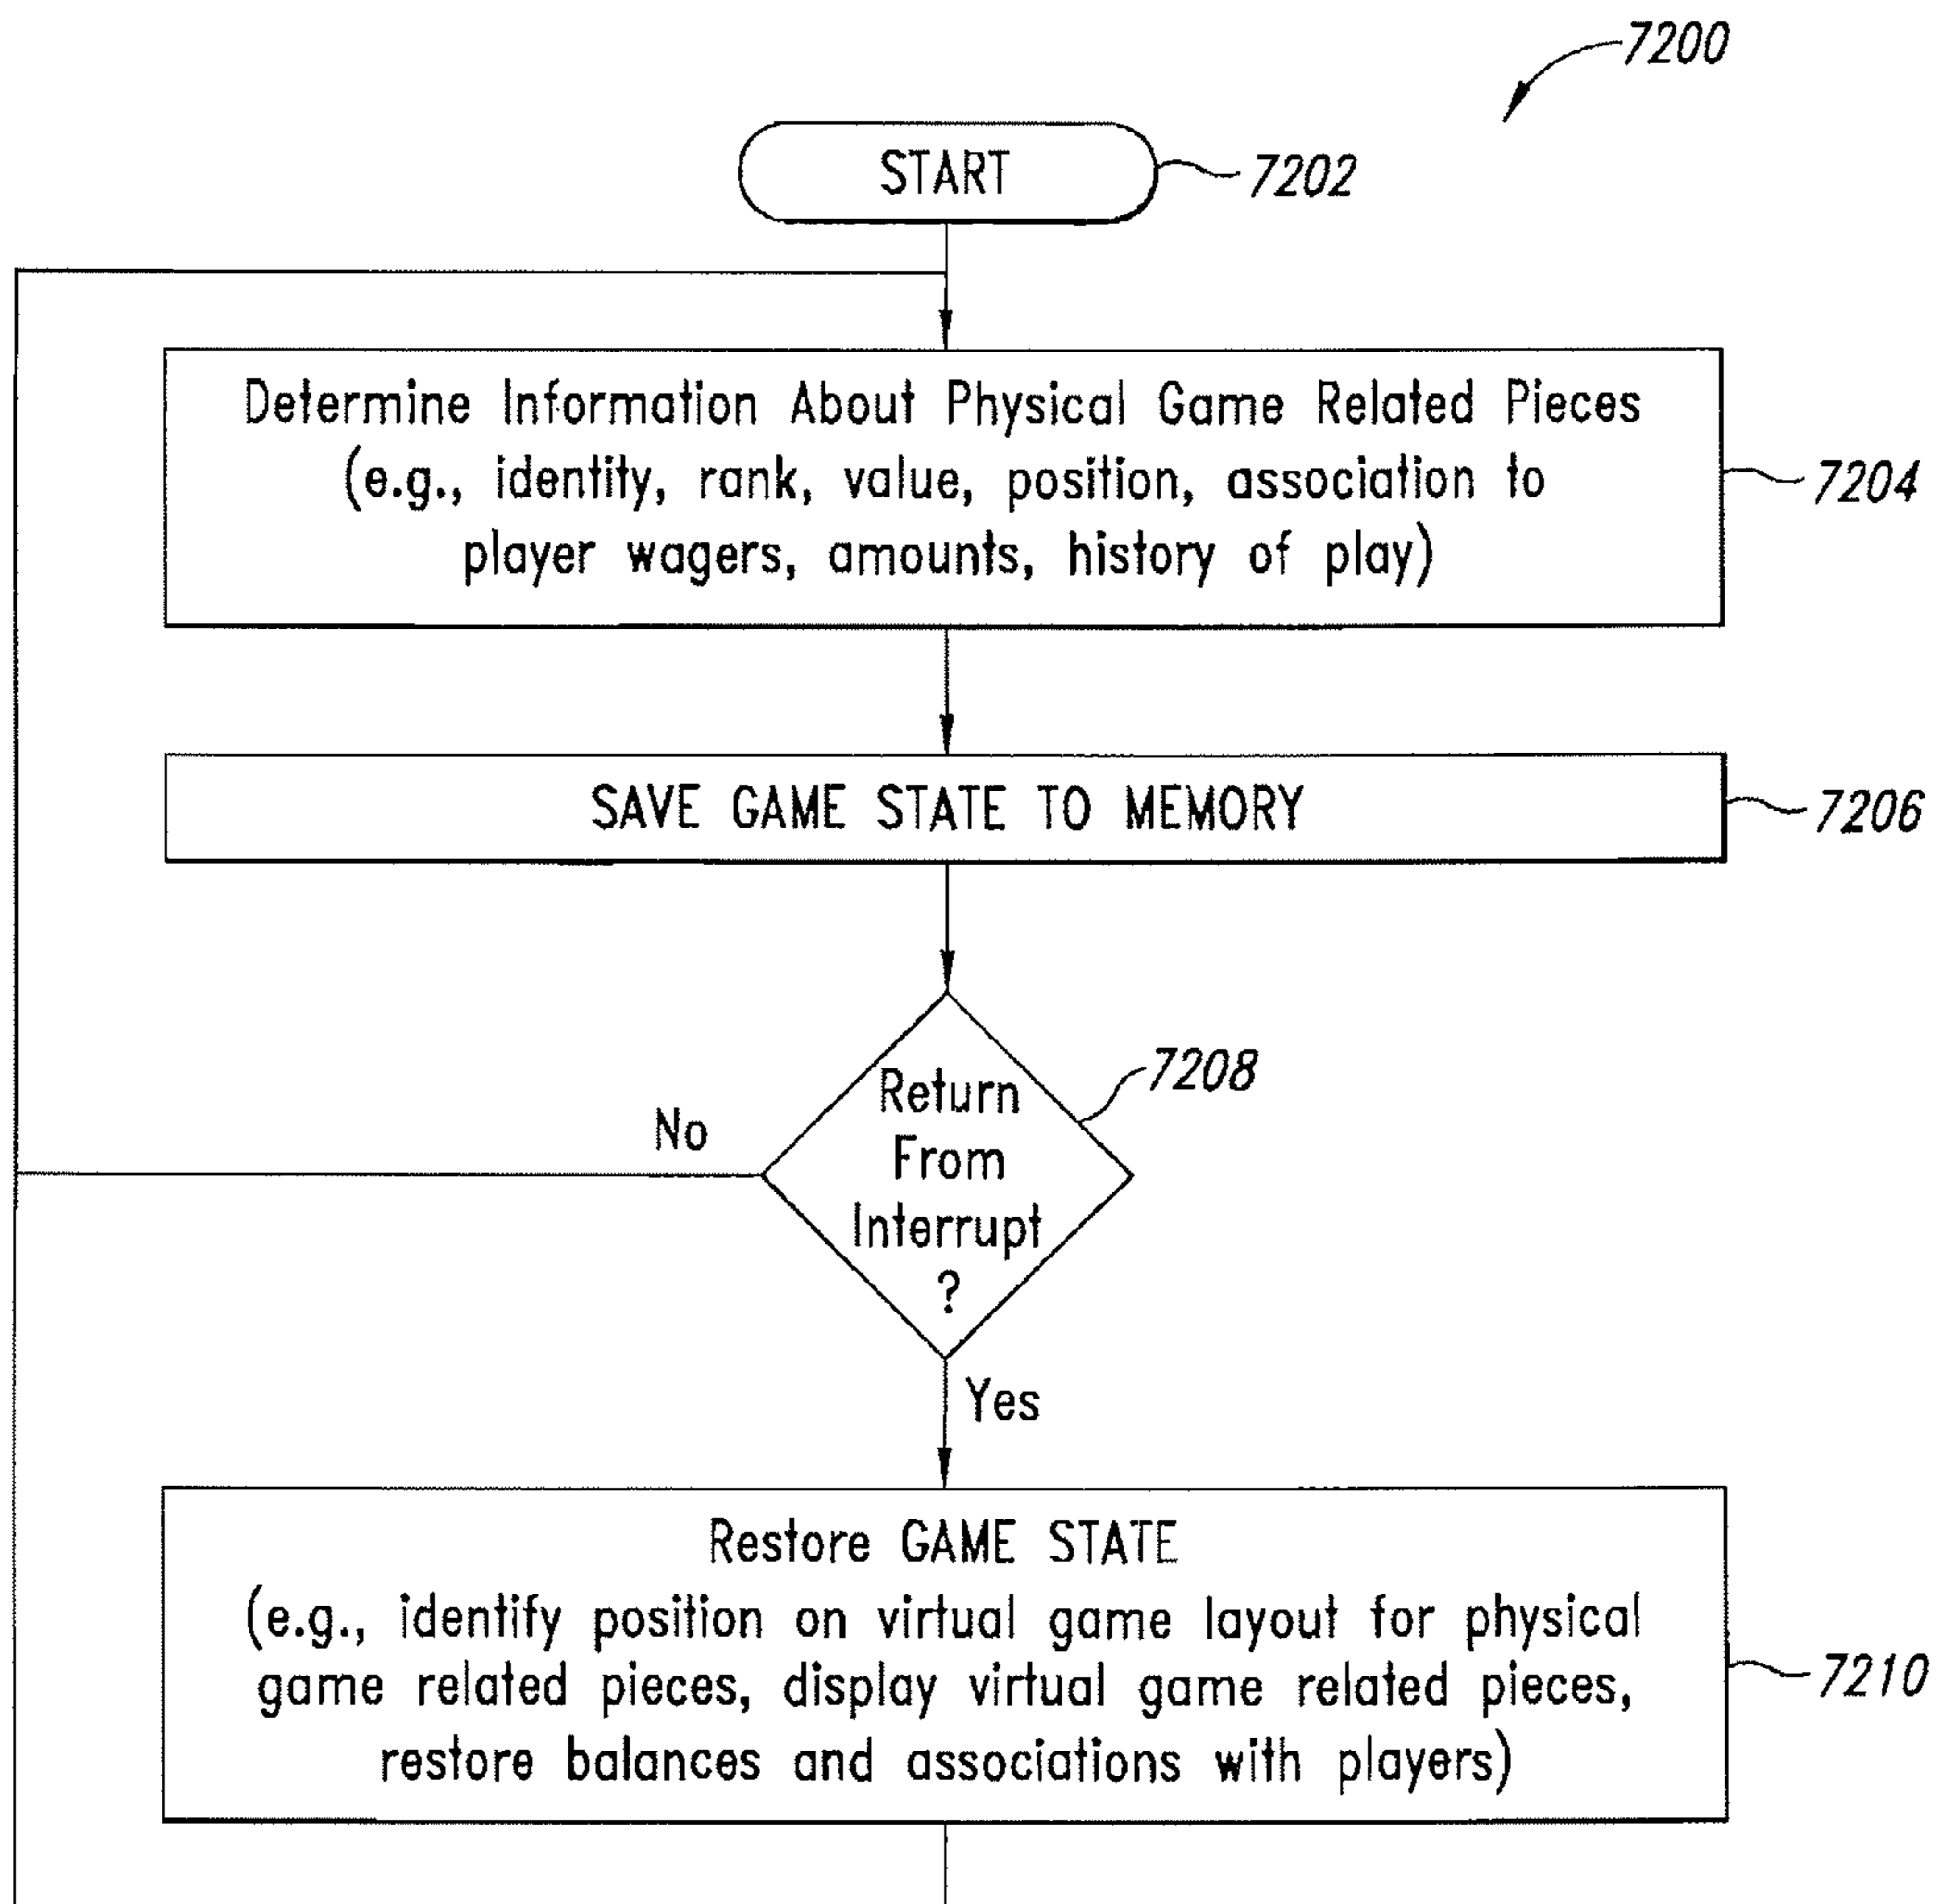 7200
START
7202
Determine Information About Physical Game Related Pieces
(e.g., identity, rank, value, position, association to
player wagers, amounts, history of play)
7204
SAVE GAME STATE TO MEMORY
7206
7208
Return
From
Interrupt
?
No
Yes
Restore GAME STATE
(e.g., identify position on virtual game layout for physical
game related pieces, display virtual game related pieces,
restore balances and associations with players)
7210